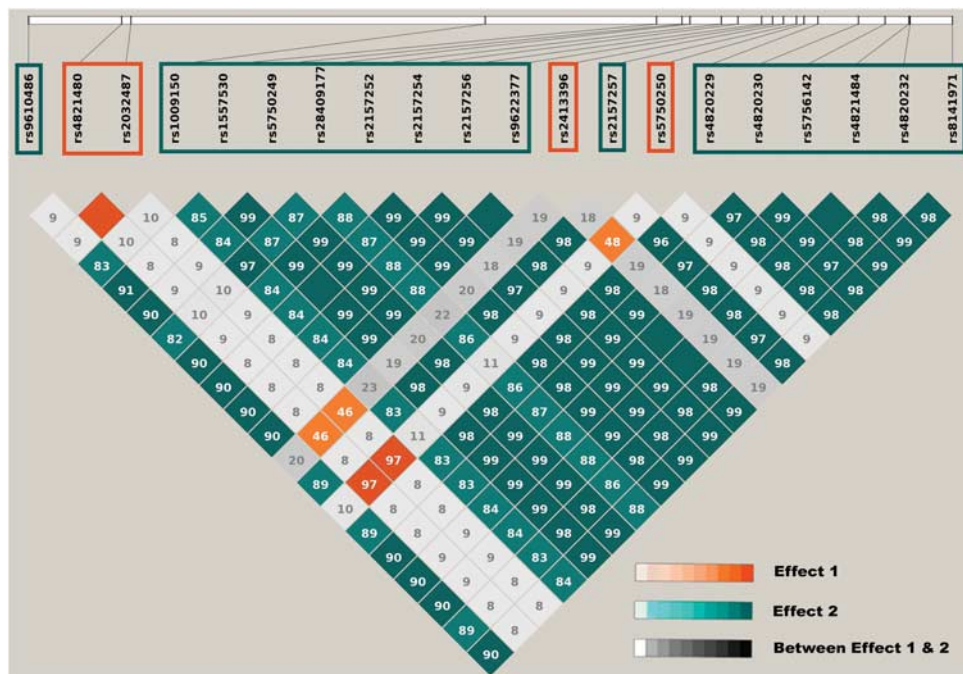 rs9610486
rs4821480
rs2032487
rs1009150
rs1557530
rs5750249
rs28409177
rs2157252
rs2157254
rs2157256
rs9622377
rs2413396
rs2157257
rs5750250
rs4820229
rs4820230
rs5756142
rs4821484
rs4820232
rs8141971
9 10 85 99 87 88 99 99 19 18 9 9 97 99 98 98
9 10 8 84 87 99 87 99 99 19 98 48 96 9 98 99 98 99
83 8 9 97 99 99 88 99 18 98 9 19 97 9 98 97 99
91 9 10 84 99 88 20 97 9 98 18 98 9 98 98
90 10 9 84 99 99 22 98 9 98 99 19 98 9 98
82 9 8 84 99 20 86 9 98 99 19 97 9
90 8 8 84 19 98 11 98 99 99 19 98
90 8 8 23 98 9 86 98 99 99 98 19
90 8 46 83 9 98 87 99 99 98 99
90 46 8 11 98 99 88 98 98 99
20 8 97 83 99 99 88 98 99
89 97 8 83 99 99 86 99
10 8 8 84 99 98 88
89 8 9 84 98 99
90 9 9 83 99
90 9 8 84
90 8 8
89 8
90
Effect 1
Effect 2
Between Effect 1 & 2